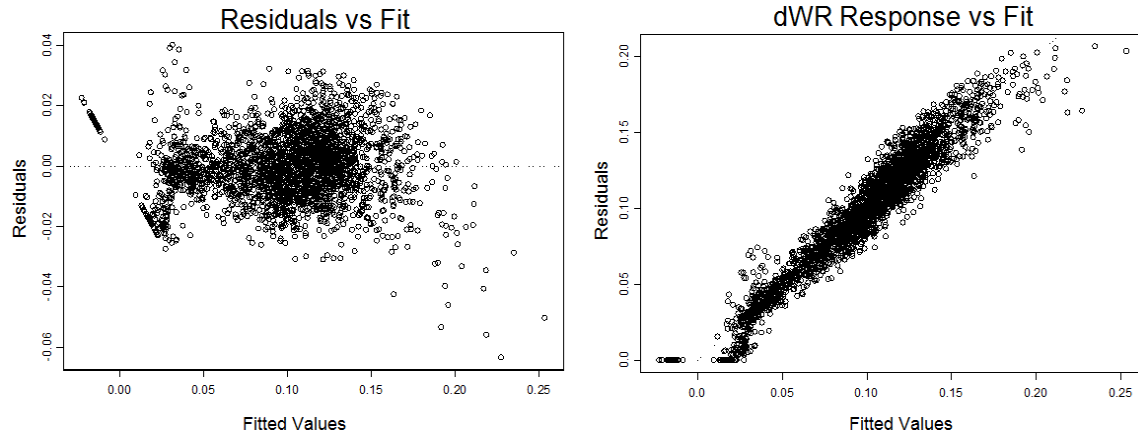 Residuals vs Fit
Residuals
0.04
0.02
0.00
-0.02
-0.04
-0.06
0.00 0.05 0.10 0.15 0.20 0.25
Fitted Values
dWR Response vs Fit
Residuals
0.20
0.15
0.10
0.05
0.0
0.0 0.05 0.10 0.15 0.20 0.25
Fitted Values